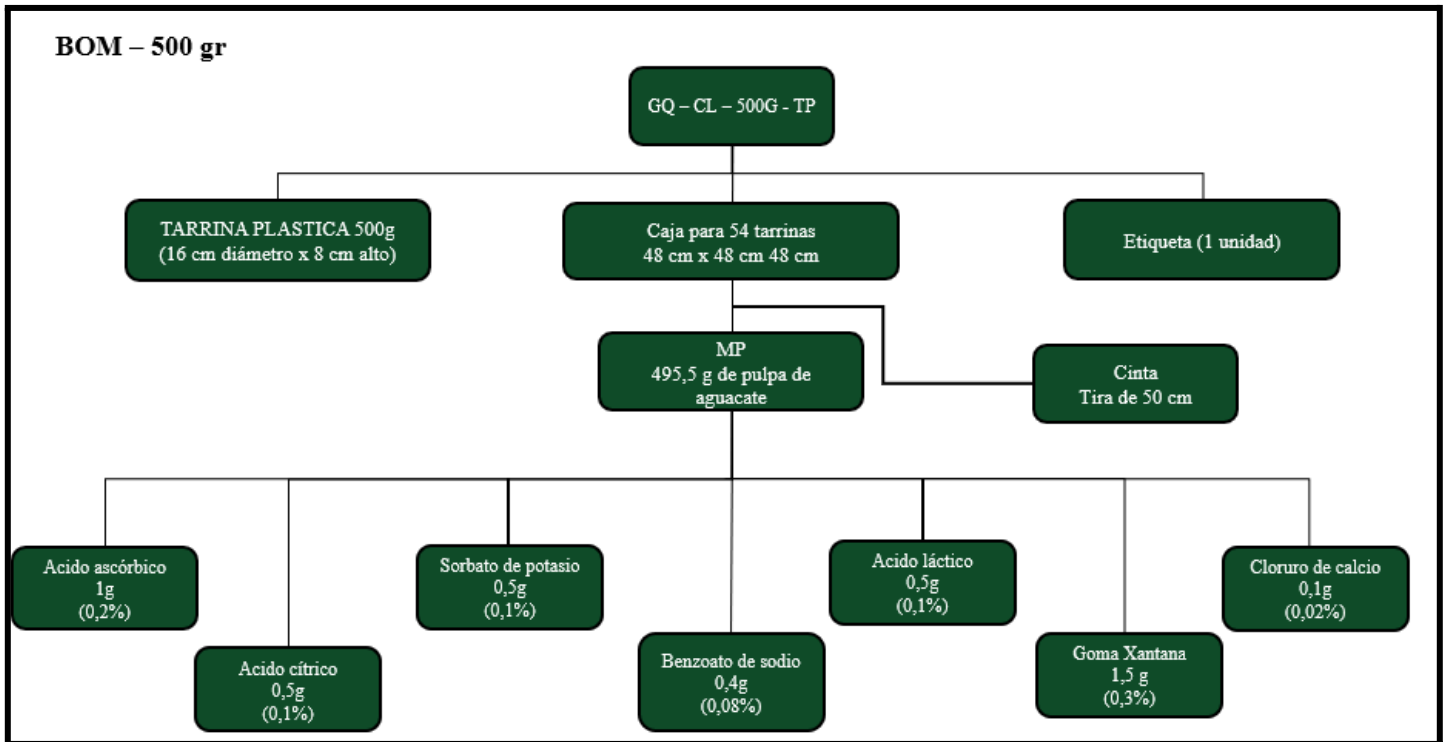 BOM – 500 gr
GQ – CL – 500G - TP
TARRINA PLASTICA 500g
(16 cm diámetro x 8 cm alto)
Caja para 54 tarrinas
48 cm x 48 cm 48 cm
Etiqueta (1 unidad)
MP
495,5 g de pulpa de
aguacate
Cinta
Tira de 50 cm
Acido ascórbico
1g
(0,2%)
Acido cítrico
0,5g
(0,1%)
Sorbato de potasio
0,5g
(0,1%)
Benzoato de sodio
0,4g
(0,08%)
Acido láctico
0,5g
(0,1%)
Goma Xantana
1,5 g
(0,3%)
Cloruro de calcio
0,1g
(0,02%)